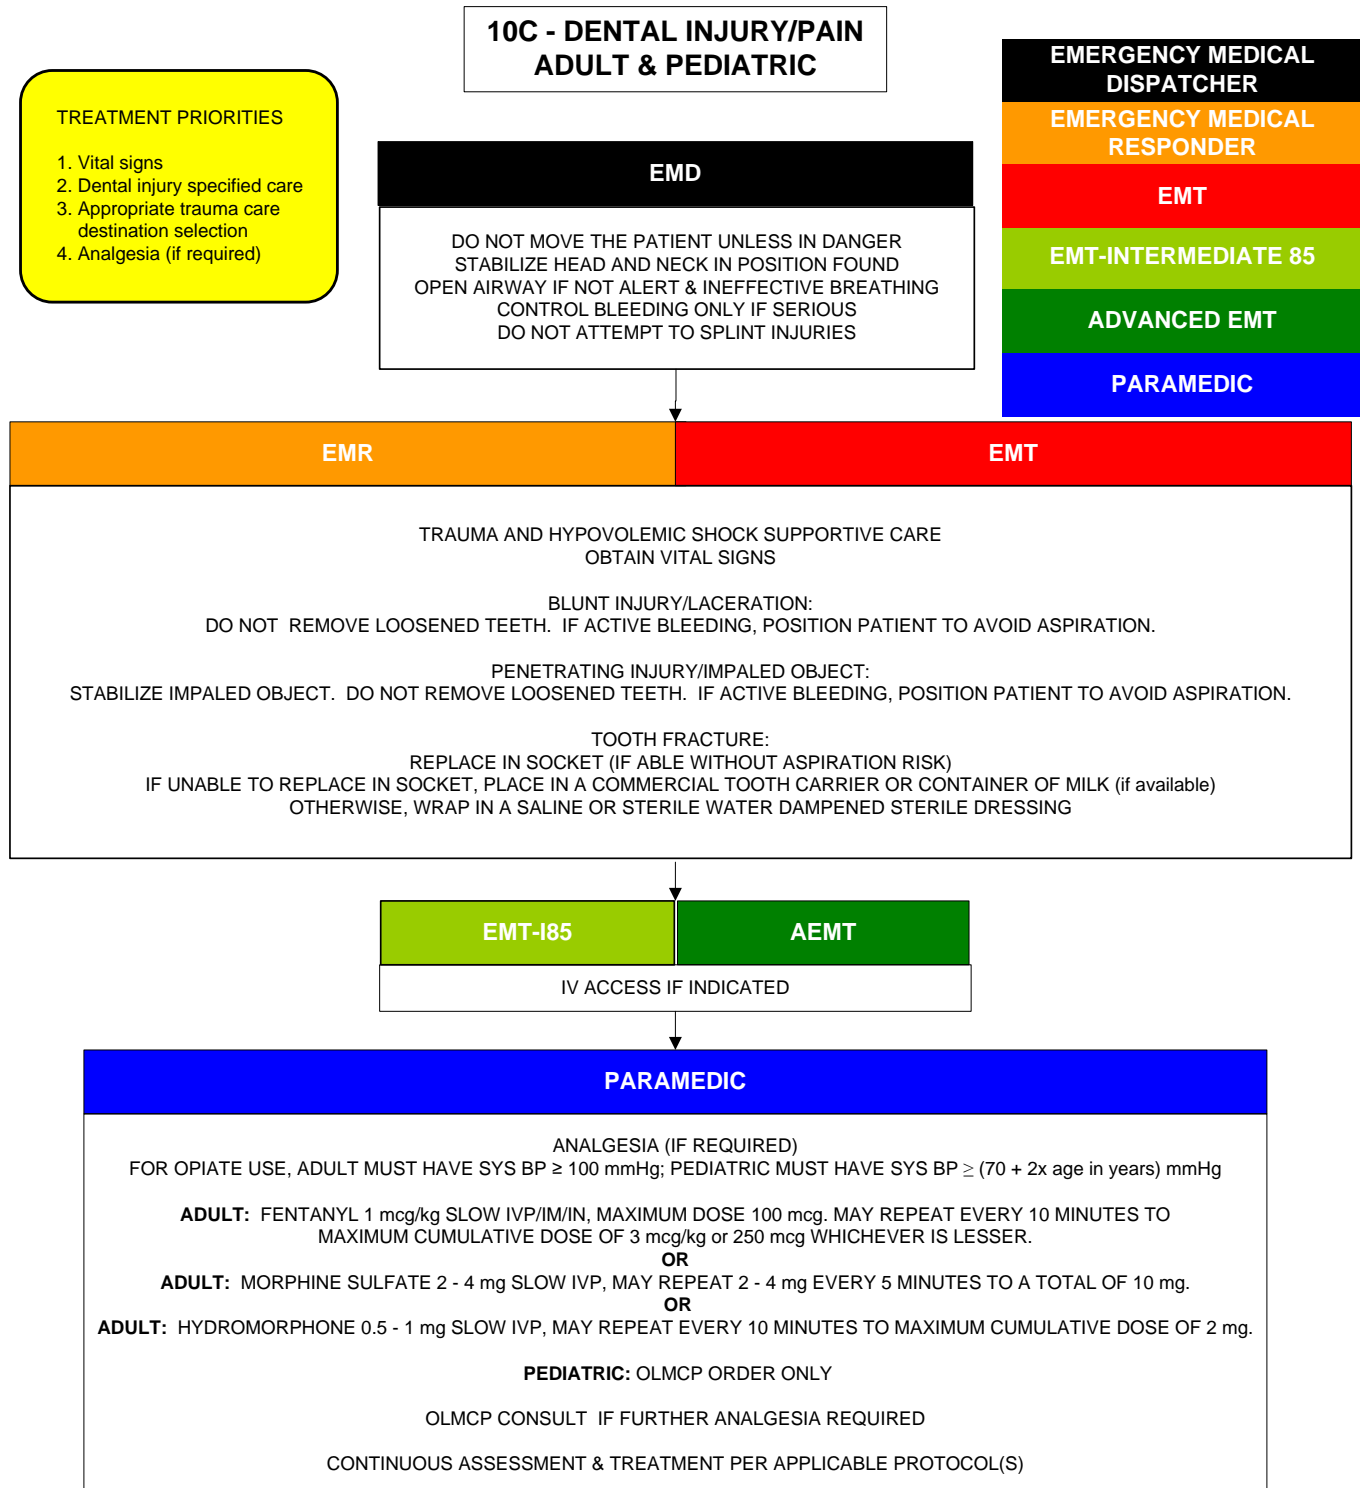 10C - DENTAL INJURY/PAIN
ADULT & PEDIATRIC
TREATMENT PRIORITIES
1. Vital signs
2. Dental injury specified care
3. Appropriate trauma care
destination selection
4. Analgesia (if required)
EMERGENCY MEDICAL
DISPATCHER
EMERGENCY MEDICAL
RESPONDER
EMT
EMT-INTERMEDIATE 85
ADVANCED EMT
PARAMEDIC
EMD
DO NOT MOVE THE PATIENT UNLESS IN DANGER
STABILIZE HEAD AND NECK IN POSITION FOUND
OPEN AIRWAY IF NOT ALERT & INEFFECTIVE BREATHING
CONTROL BLEEDING ONLY IF SERIOUS
DO NOT ATTEMPT TO SPLINT INJURIES
EMR
EMT
TRAUMA AND HYPOVOLEMIC SHOCK SUPPORTIVE CARE
OBTAIN VITAL SIGNS
BLUNT INJURY/LACERATION:
DO NOT  REMOVE LOOSENED TEETH.  IF ACTIVE BLEEDING, POSITION PATIENT TO AVOID ASPIRATION.
PENETRATING INJURY/IMPALED OBJECT:
STABILIZE IMPALED OBJECT.  DO NOT REMOVE LOOSENED TEETH.  IF ACTIVE BLEEDING, POSITION PATIENT TO AVOID ASPIRATION.
TOOTH FRACTURE:
REPLACE IN SOCKET (IF ABLE WITHOUT ASPIRATION RISK)
IF UNABLE TO REPLACE IN SOCKET, PLACE IN A COMMERCIAL TOOTH CARRIER OR CONTAINER OF MILK (if available)
OTHERWISE, WRAP IN A SALINE OR STERILE WATER DAMPENED STERILE DRESSING
EMT-I85
AEMT
IV ACCESS IF INDICATED
PARAMEDIC
ANALGESIA (IF REQUIRED)
FOR OPIATE USE, ADULT MUST HAVE SYS BP ≥ 100 mmHg; PEDIATRIC MUST HAVE SYS BP ≥ (70 + 2x age in years) mmHg
ADULT:  FENTANYL 1 mcg/kg SLOW IVP/IM/IN, MAXIMUM DOSE 100 mcg. MAY REPEAT EVERY 10 MINUTES TO
MAXIMUM CUMULATIVE DOSE OF 3 mcg/kg or 250 mcg WHICHEVER IS LESSER.
OR
ADULT:  MORPHINE SULFATE 2 - 4 mg SLOW IVP, MAY REPEAT 2 - 4 mg EVERY 5 MINUTES TO A TOTAL OF 10 mg.
OR
ADULT:  HYDROMORPHONE 0.5 - 1 mg SLOW IVP, MAY REPEAT EVERY 10 MINUTES TO MAXIMUM CUMULATIVE DOSE OF 2 mg.
PEDIATRIC: OLMCP ORDER ONLY
OLMCP CONSULT  IF FURTHER ANALGESIA REQUIRED
CONTINUOUS ASSESSMENT & TREATMENT PER APPLICABLE PROTOCOL(S)